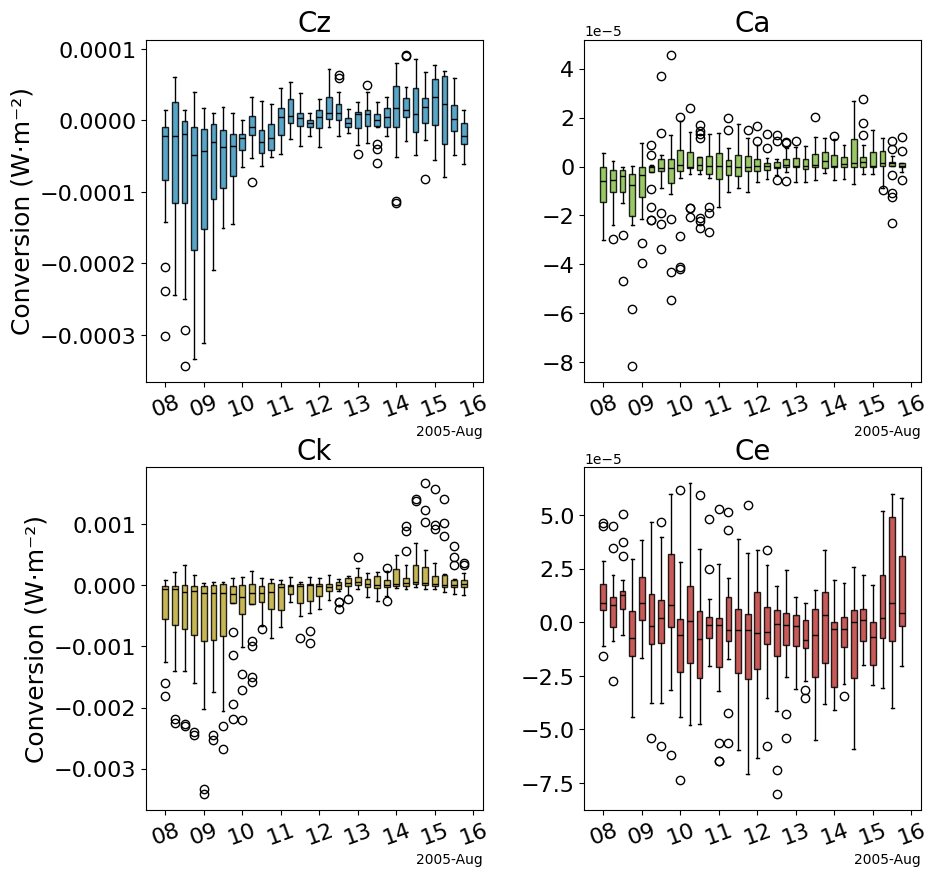 Cz
Conversion (W·m⁻²)
0.0001
0.0000
−0.0001
−0.0002
−0.0003
08 09 10 11 12 13 14 15 16
2005-Aug
Ca
1e−5
4
2
0
−2
−4
−6
−8
08 09 10 11 12 13 14 15 16
2005-Aug
Ck
Conversion (W·m⁻²)
0.001
0.000
−0.001
−0.002
−0.003
08 09 10 11 12 13 14 15 16
2005-Aug
Ce
1e−5
5.0
2.5
0.0
−2.5
−5.0
−7.5
08 09 10 11 12 13 14 15 16
2005-Aug